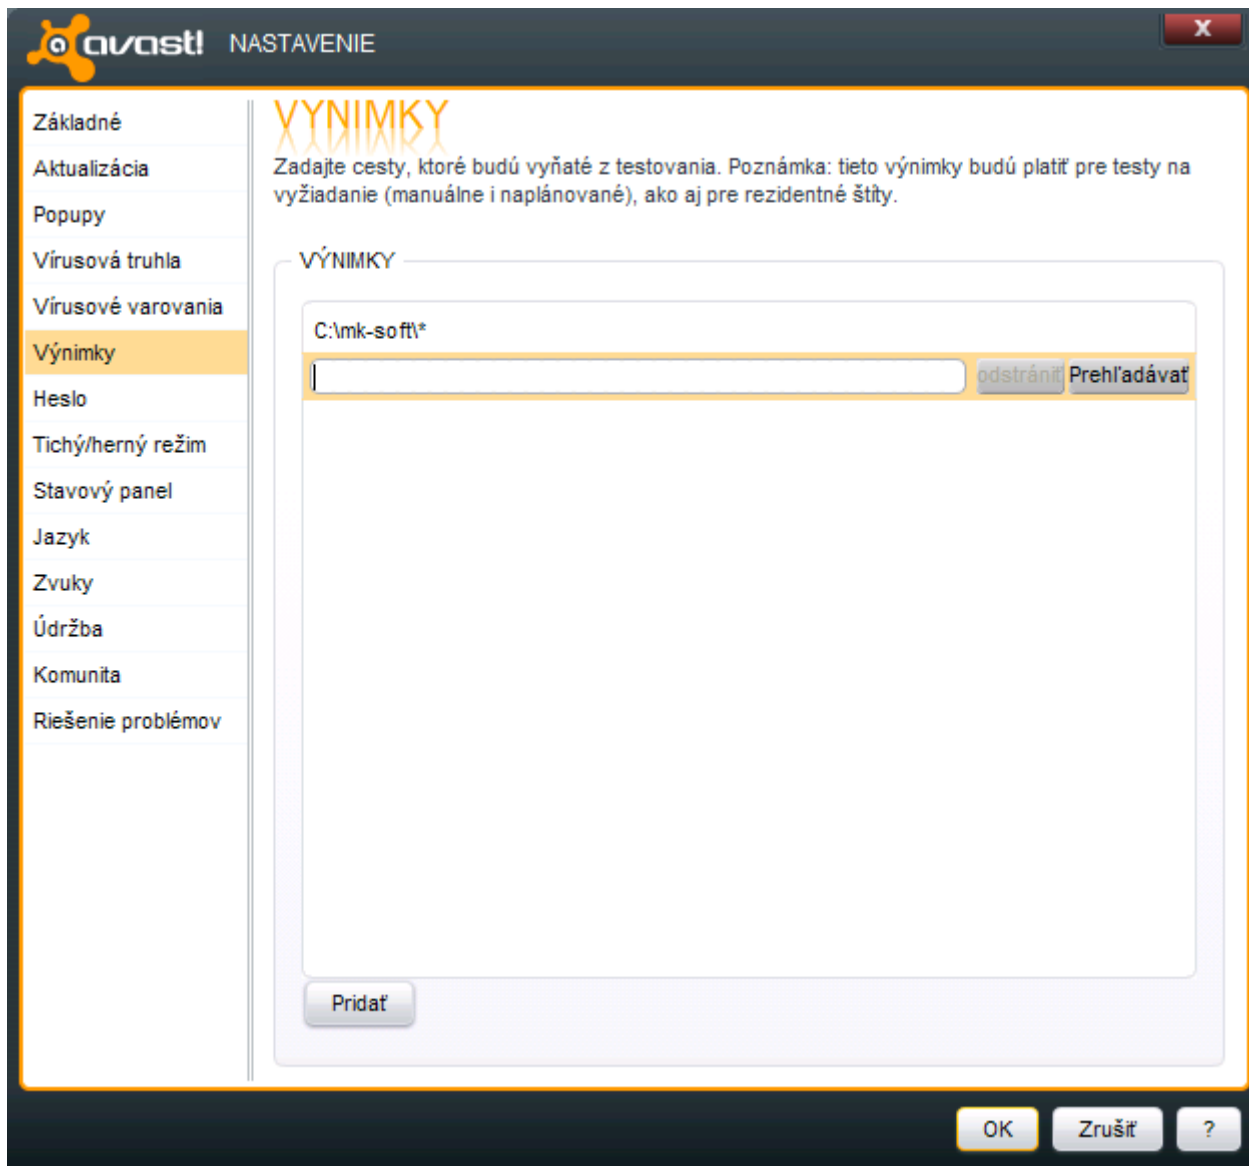 avast! NASTAVENIE
X
Základné
Aktualizácia
Popupy
Vírusová truhla
Vírusové varovania
Výnimky
Heslo
Tichý/herný režim
Stavový panel
Jazyk
Zvuky
Údržba
Komunita
Riešenie problémov
VÝNIMKY
Zadajte cesty, ktoré budú vyňaté z testovania. Poznámka: tieto výnimky budú platiť pre testy na
vyžiadanie (manuálne i naplánované), ako aj pre rezidentné štíty.
VÝNIMKY
C:\mk-soft\*
odstrániť Prehľadávať
Pridať
OK Zrušiť ?